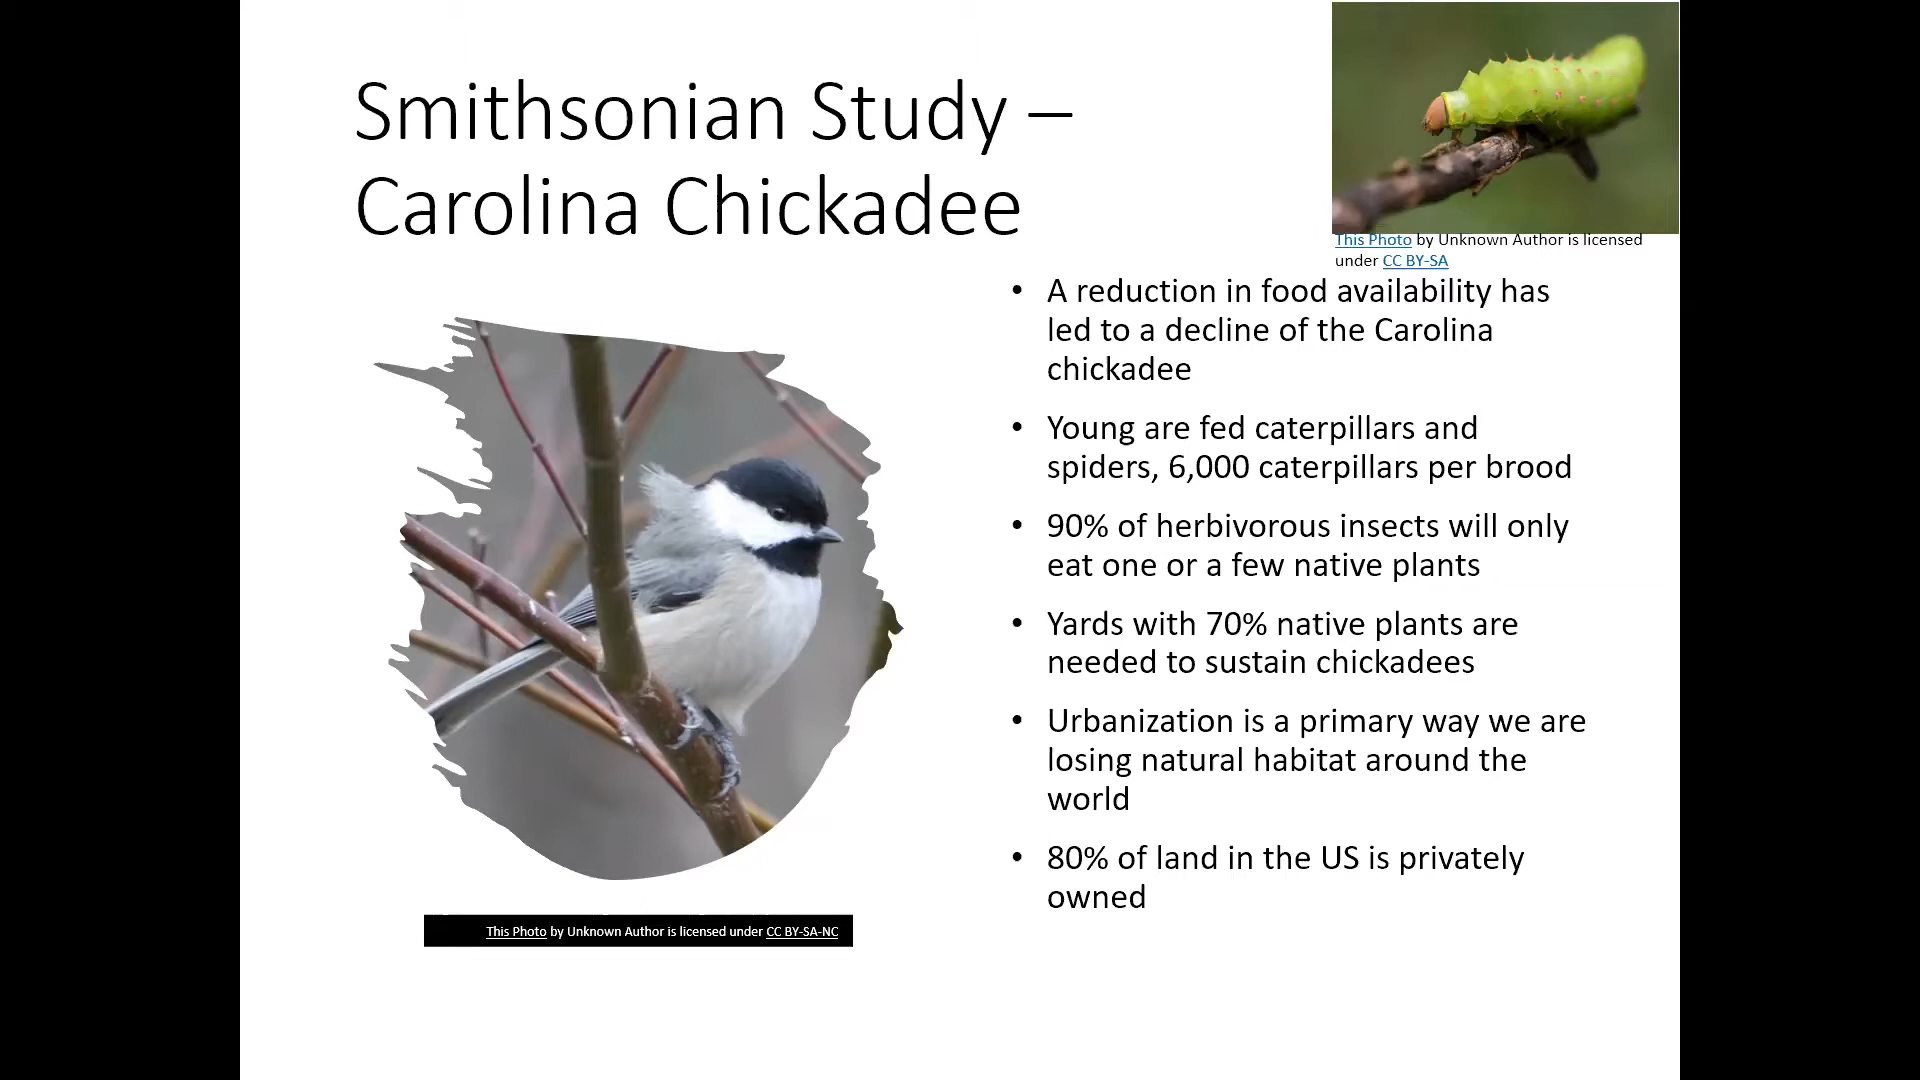 Smithsonian Study –
Carolina Chickadee
This Photo by Unknown Author is licensed
under CC BY-SA
• A reduction in food availability has
led to a decline of the Carolina
chickadee
• Young are fed caterpillars and
spiders, 6,000 caterpillars per brood
• 90% of herbivorous insects will only
eat one or a few native plants
• Yards with 70% native plants are
needed to sustain chickadees
• Urbanization is a primary way we are
losing natural habitat around the
world
• 80% of land in the US is privately
owned
This Photo by Unknown Author is licensed under CC BY-SA-NC